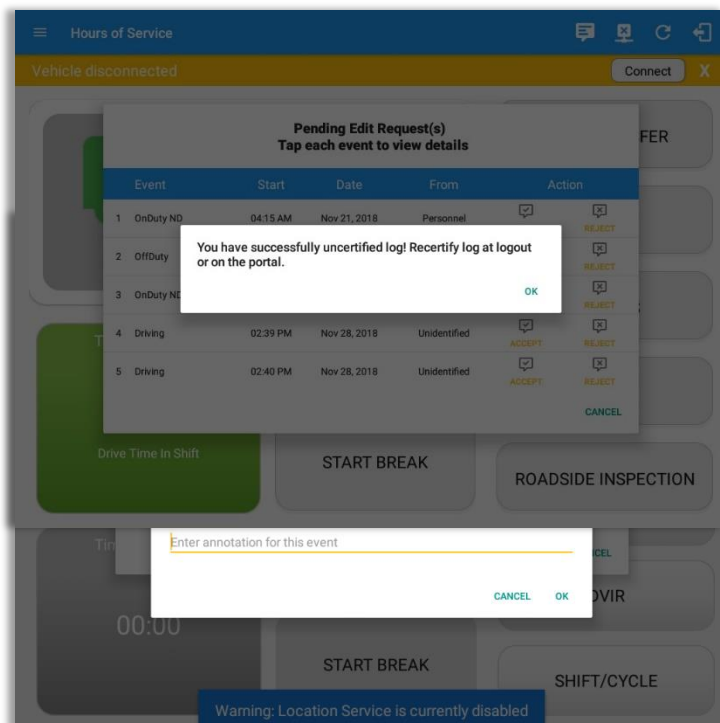 Hours of Service
Vehicle disconnected
Connect
X
FER
Pending Edit Request(s)
Tap each event to view details
Event Start Date From Action
1 OnDuty ND 04:15 AM Nov 21, 2018 Personnel
REJECT
2 OffDuty
REJECT
You have successfully uncertified log! Recertify log at logout
or on the portal.
OK
3 OnDuty ND
REJECT
4 Driving 02:39 PM Nov 28, 2018 Unidentified
ACCEPT REJECT
5 Driving 02:40 PM Nov 28, 2018 Unidentified
ACCEPT REJECT
CANCEL
Drive Time In Shift
START BREAK
ROADSIDE INSPECTION
Enter annotation for this event
CANCEL OK
00:00
START BREAK
SHIFT/CYCLE
Warning: Location Service is currently disabled